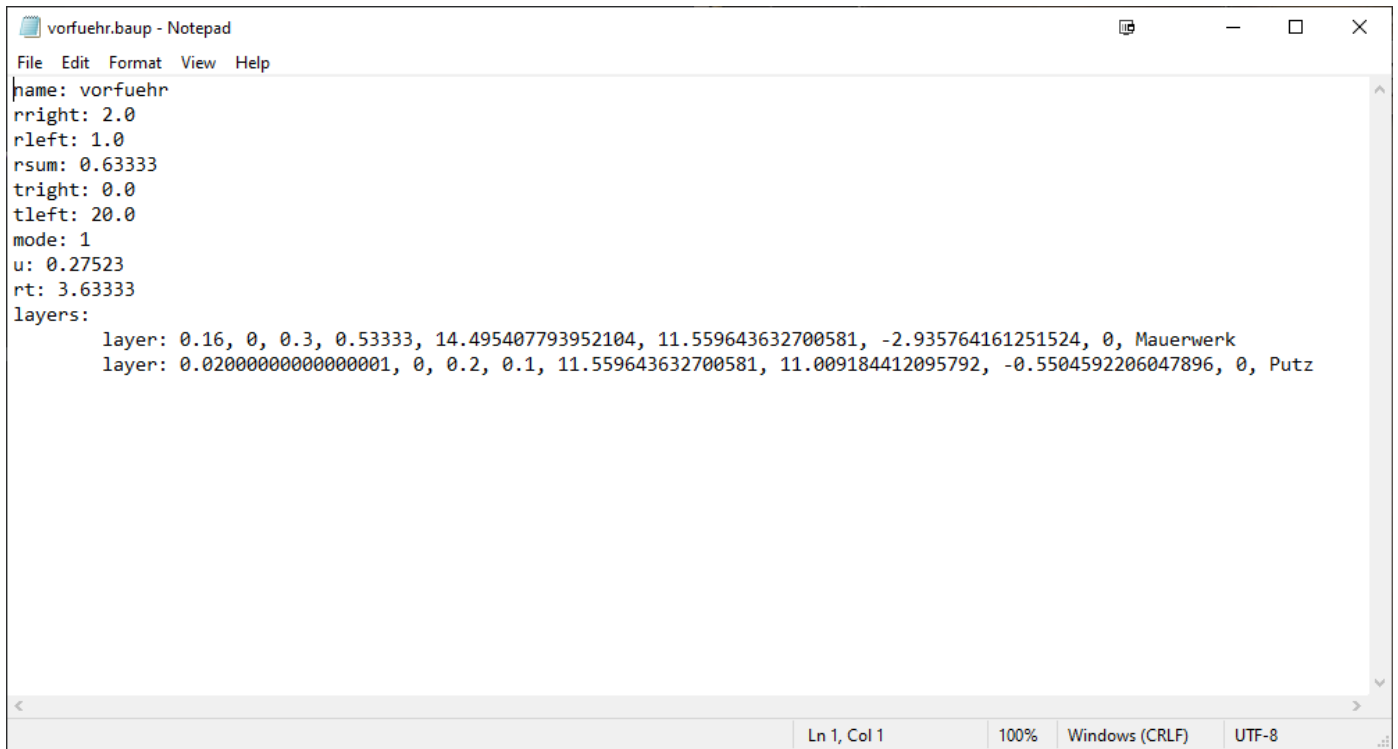 vorfuehr.baup - Notepad
File Edit Format View Help
name: vorfuehr
rright: 2.0
rleft: 1.0
rsum: 0.63333
tright: 0.0
tleft: 20.0
mode: 1
u: 0.27523
rt: 3.63333
layers:
layer: 0.16, 0, 0.3, 0.53333, 14.495407793952104, 11.559643632700581, -2.935764161251524, 0, Mauerwerk
layer: 0.02000000000000001, 0, 0.2, 0.1, 11.559643632700581, 11.009184412095792, -0.5504592206047896, 0, Putz
Ln 1, Col 1 100% Windows (CRLF) UTF-8